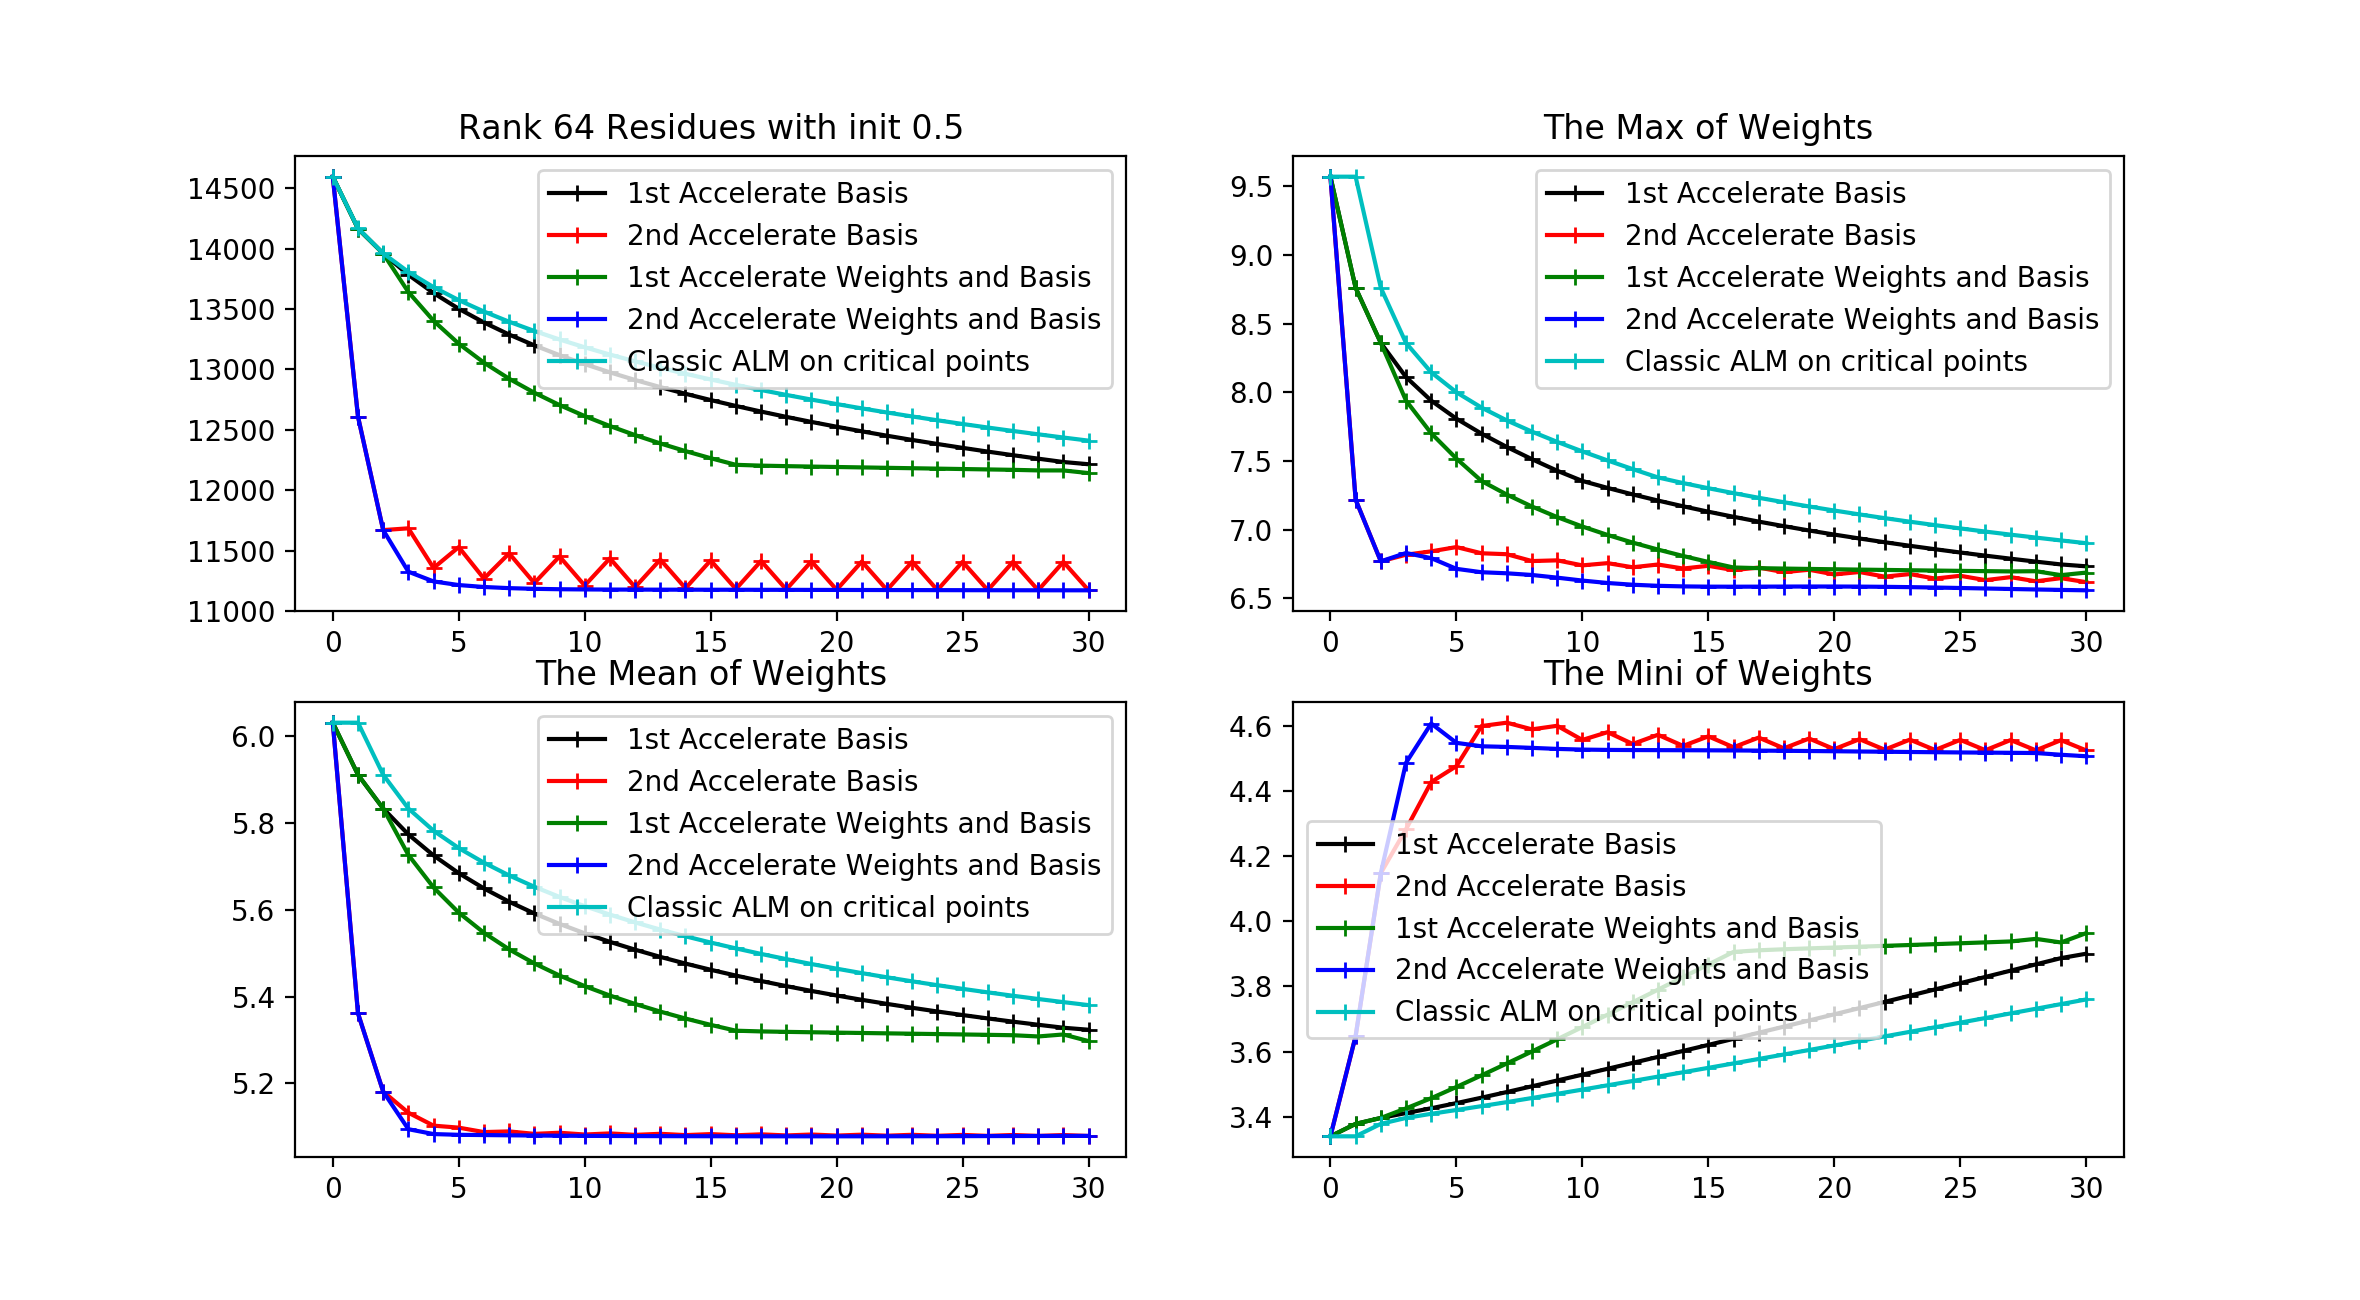 Rank 64 Residues with init 0.5
14500
14000
13500
13000
12500
12000
11500
11000
0 5 10 15 20 25 30
1st Accelerate Basis
2nd Accelerate Basis
1st Accelerate Weights and Basis
2nd Accelerate Weights and Basis
Classic ALM on critical points
The Max of Weights
9.5
9.0
8.5
8.0
7.5
7.0
6.5
0 5 10 15 20 25 30
1st Accelerate Basis
2nd Accelerate Basis
1st Accelerate Weights and Basis
2nd Accelerate Weights and Basis
Classic ALM on critical points
The Mean of Weights
6.0
5.8
5.6
5.4
5.2
0 5 10 15 20 25 30
1st Accelerate Basis
2nd Accelerate Basis
1st Accelerate Weights and Basis
2nd Accelerate Weights and Basis
Classic ALM on critical points
The Mini of Weights
4.6
4.4
4.2
4.0
3.8
3.6
3.4
0 5 10 15 20 25 30
1st Accelerate Basis
2nd Accelerate Basis
1st Accelerate Weights and Basis
2nd Accelerate Weights and Basis
Classic ALM on critical points